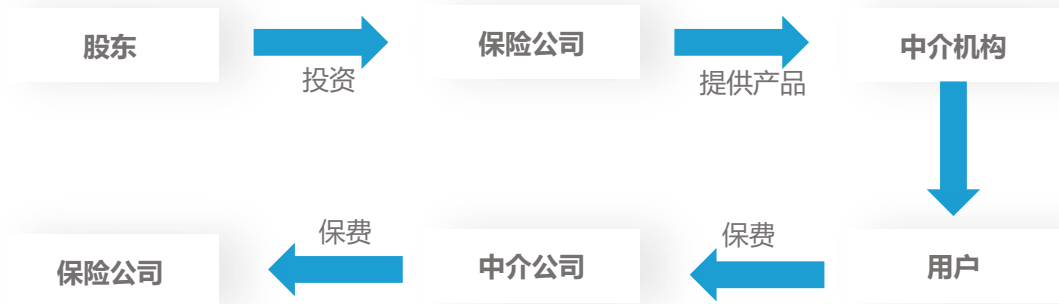 股东
投资
保险公司
提供产品
中介机构
用户
保费
中介公司
保费
保险公司